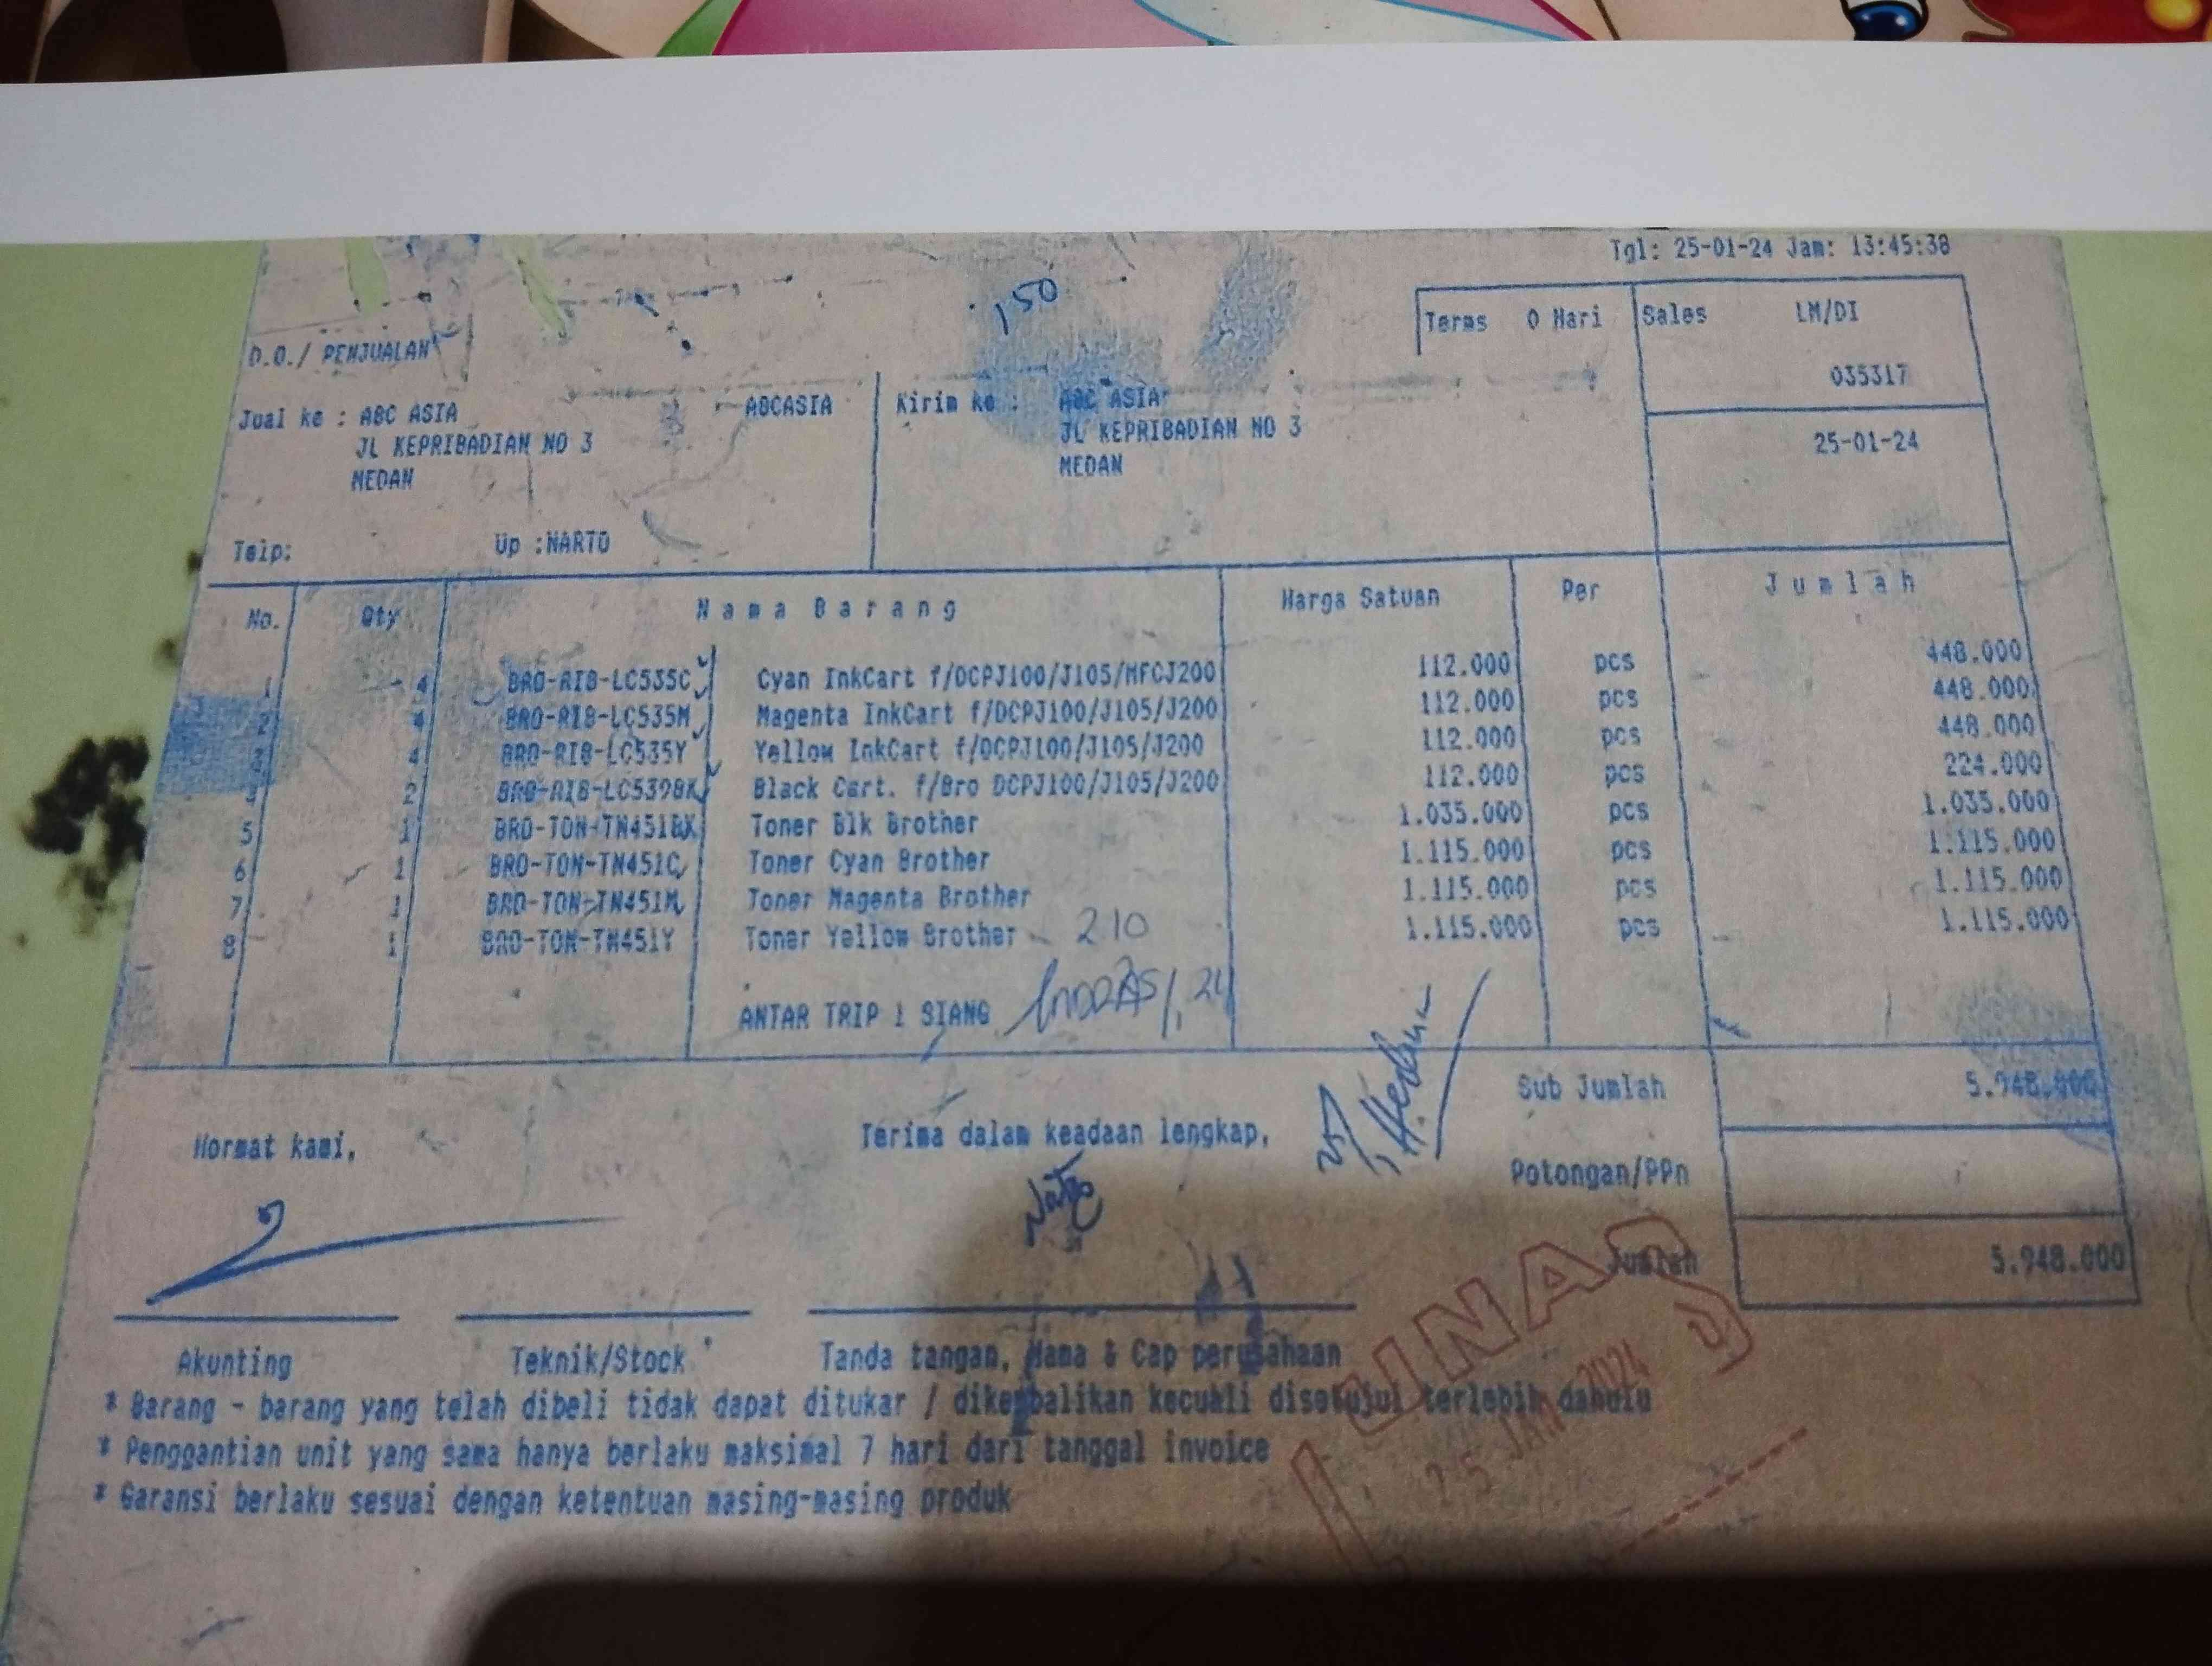 Tgl: 25-01-24 Jam: 13:45:38
150
Terms 0 Hari Sales LM/DI
D.O./ PENJUALAN
035317
Jual ke : ABC ASIA ABCASIA Kirim ke : ABC ASIA
JL KEPRIBADIAN NO 3 JL KEPRIBADIAN NO 3 25-01-24
MEDAN MEDAN
Telp: Up :NARTO
No. Qty Nama Barang Harga Satuan Per Jumlah
1 4 BRO-RIB-LC535C Cyan InkCart f/DCPJ100/J105/MFCJ200 112.000 pcs 448.000
2 4 BRO-RIB-LC535M Magenta InkCart f/DCPJ100/J105/J200 112.000 pcs 448.000
3 4 BRO-RIB-LC535Y Yellow InkCart f/DCPJ100/J105/J200 112.000 pcs 448.000
4 2 BRO-RIB-LC539BK Black Cart. f/Bro DCPJ100/J105/J200 112.000 pcs 224.000
5 1 BRO-TON-TN451BK Toner Blk Brother 1.035.000 pcs 1.035.000
6 1 BRO-TON-TN451C Toner Cyan Brother 1.115.000 pcs 1.115.000
7 1 BRO-TON-TN451M Toner Magenta Brother 1.115.000 pcs 1.115.000
8 1 BRO-TON-TN451Y Toner Yellow Brother 210 1.115.000 pcs 1.115.000
ANTAR TRIP 1 SIANG
Sub Jumlah 5.948.000
Hormat kami, Terima dalam keadaan lengkap,
Potongan/PPn
Narto
Jumlah 5.948.000
LUNAS
25 JAN 2024
Akunting Teknik/Stock Tanda tangan, Nama & Cap perusahaan
* Barang - barang yang telah dibeli tidak dapat ditukar / dikembalikan kecuali disetujui terlebih dahulu
* Penggantian unit yang sama hanya berlaku maksimal 7 hari dari tanggal invoice
* Garansi berlaku sesuai dengan ketentuan masing-masing produk